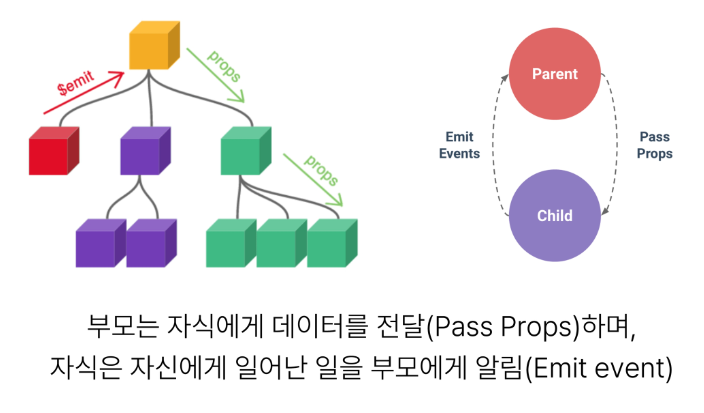 $emit
props
props
Parent
Emit
Events
Pass
Props
Child
부모는 자식에게 데이터를 전달(Pass Props)하며,
자식은 자신에게 일어난 일을 부모에게 알림(Emit event)